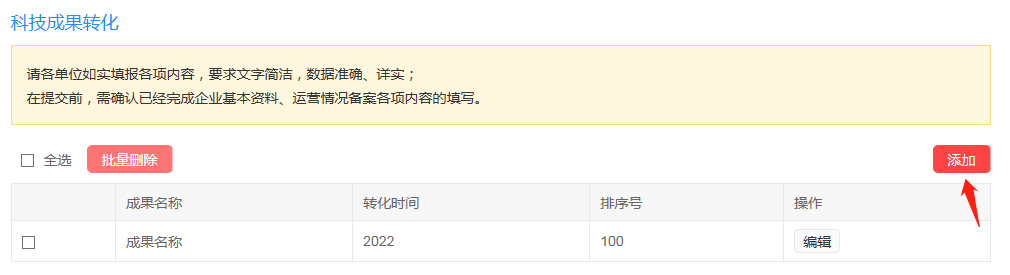 科技成果转化
请各单位如实填报各项内容，要求文字简洁，数据准确、详实；
在提交前，需确认已经完成企业基本资料、运营情况备案各项内容的填写。
全选 批量删除 添加
成果名称 转化时间 排序号 操作
成果名称 2022 100 编辑